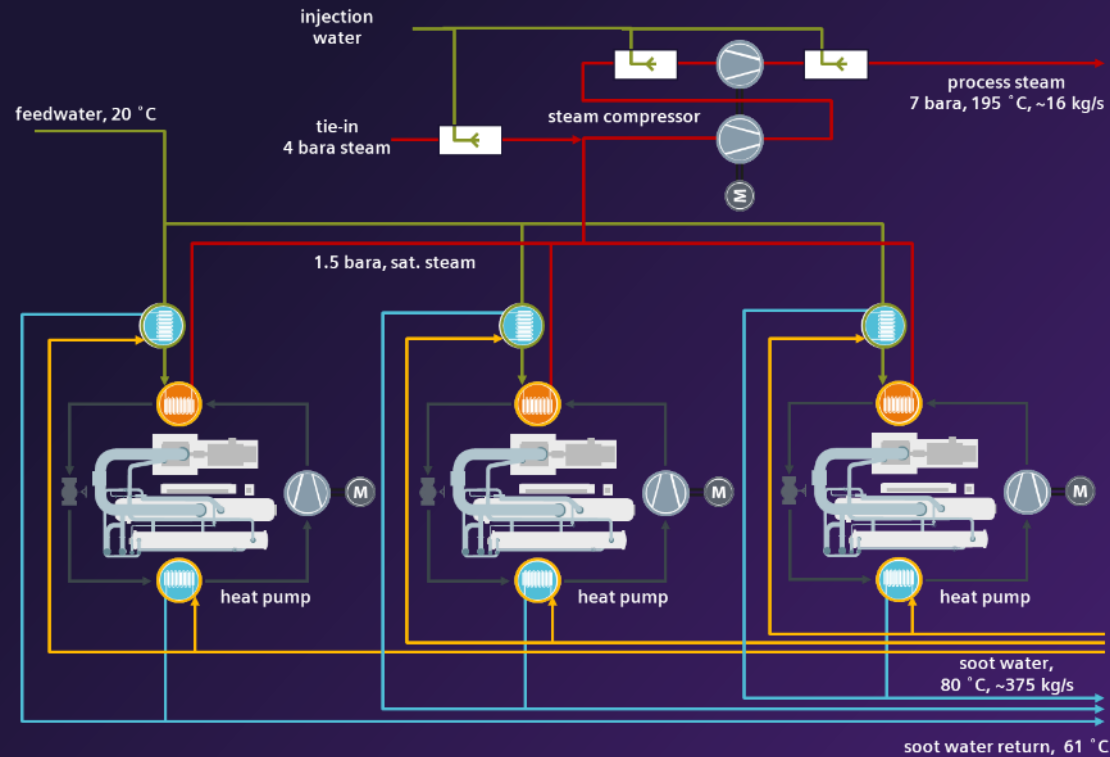 injection
water
process steam
7 bara, 195 °C, ~16 kg/s
feedwater, 20 °C
tie-in
4 bara steam
steam compressor
M
1.5 bara, sat. steam
M
M
M
heat pump
heat pump
heat pump
soot water,
80 °C, ~375 kg/s
soot water return, 61 °C